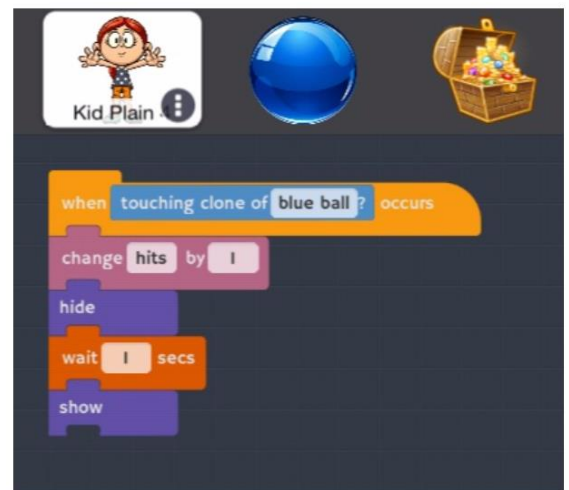 Kid Plain
when touching clone of blue ball ? occurs
change hits by 1
hide
wait 1 secs
show